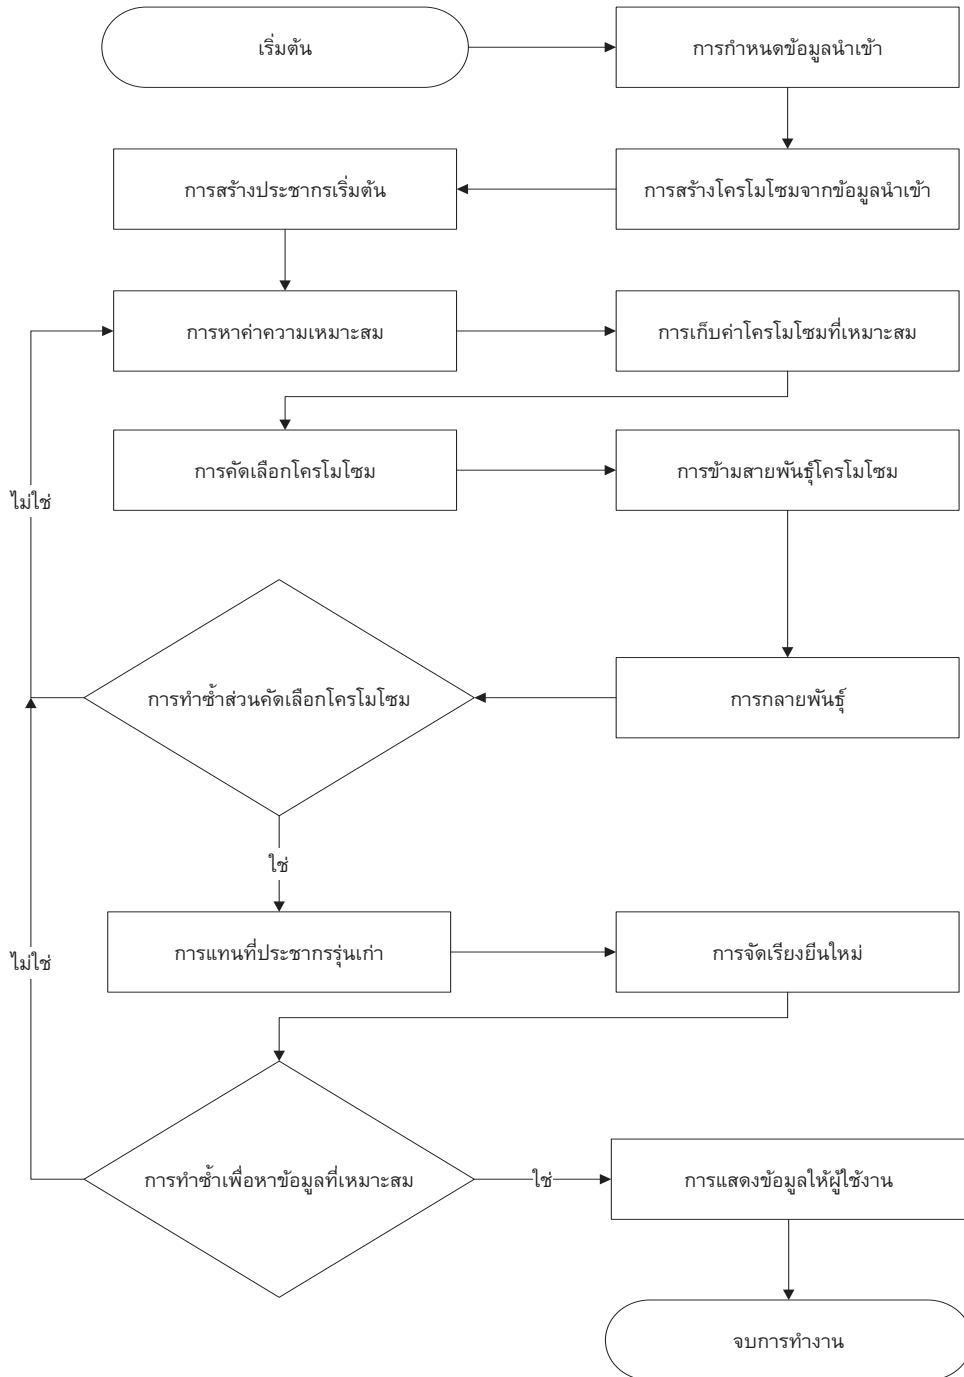 เริ่มต้น
การกำหนดข้อมูลนำเข้า
การสร้างโครโมโซมจากข้อมูลนำเข้า
การสร้างประชากรเริ่มต้น
การหาค่าความเหมาะสม
การเก็บค่าโครโมโซมที่เหมาะสม
การคัดเลือกโครโมโซม
การข้ามสายพันธุ์โครโมโซม
ไม่ใช่
การกลายพันธุ์
การทำซ้ำส่วนคัดเลือกโครโมโซม
ใช่
การแทนที่ประชากรรุ่นเก่า
การจัดเรียงยีนใหม่
ไม่ใช่
การทำซ้ำเพื่อหาข้อมูลที่เหมาะสม
ใช่
การแสดงข้อมูลให้ผู้ใช้งาน
จบการทำงาน